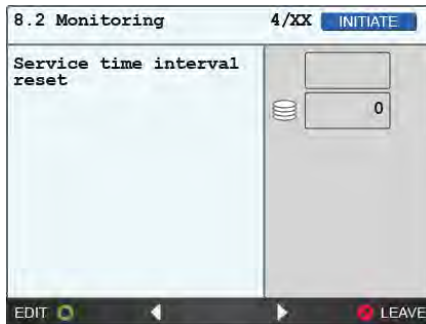 8.2 Monitoring 4/XX INITIATE
Service time interval
reset
0
EDIT LEAVE